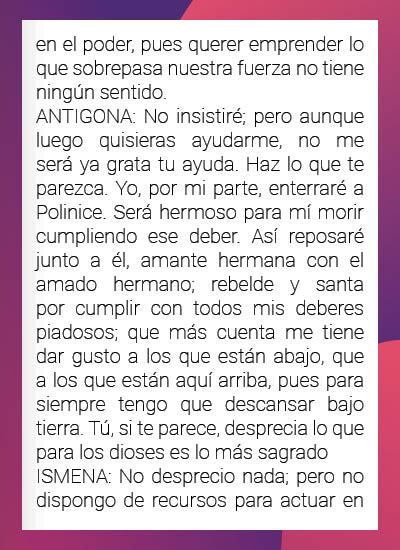 en el poder, pues querer emprender lo
que sobrepasa nuestra fuerza no tiene
ningún sentido.
ANTIGONA: No insistiré; pero aunque
luego quisieras ayudarme, no me
será ya grata tu ayuda. Haz lo que te
parezca. Yo, por mi parte, enterraré a
Polinice. Será hermoso para mí morir
cumpliendo ese deber. Así reposaré
junto a él, amante hermana con el
amado hermano; rebelde y santa
por cumplir con todos mis deberes
piadosos; que más cuenta me tiene
dar gusto a los que están abajo, que
a los que están aquí arriba, pues para
siempre tengo que descansar bajo
tierra. Tú, si te parece, desprecia lo que
para los dioses es lo más sagrado
ISMENA: No desprecio nada; pero no
dispongo de recursos para actuar en